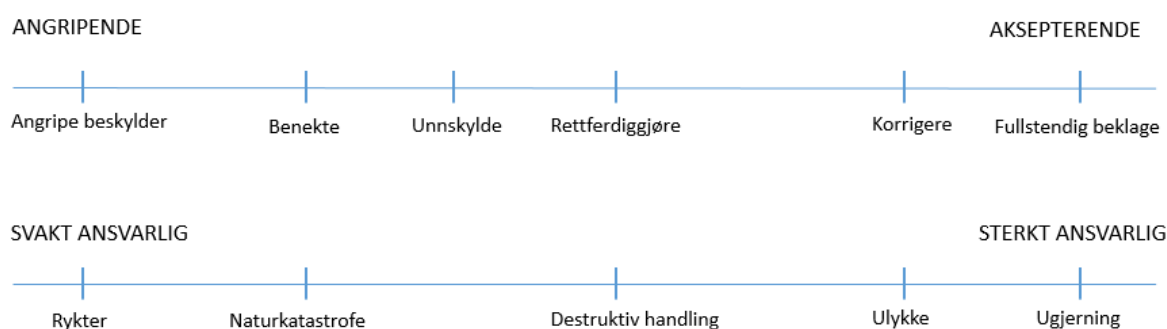 ANGRIPENDE AKSEPTERENDE
Angripe beskylder Benekte Unnskylde Rettferdiggjøre Korrigere Fullstendig beklage
SVAKT ANSVARLIG STERKT ANSVARLIG
Rykter Naturkatastrofe Destruktiv handling Ulykke Ugjerning